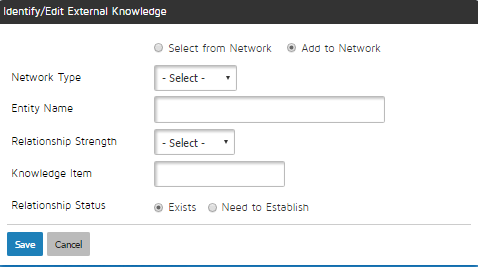 Identify/Edit External Knowledge
Select from Network Add to Network
Network Type - Select -
Entity Name
Relationship Strength - Select -
Knowledge Item
Relationship Status Exists Need to Establish
Save Cancel